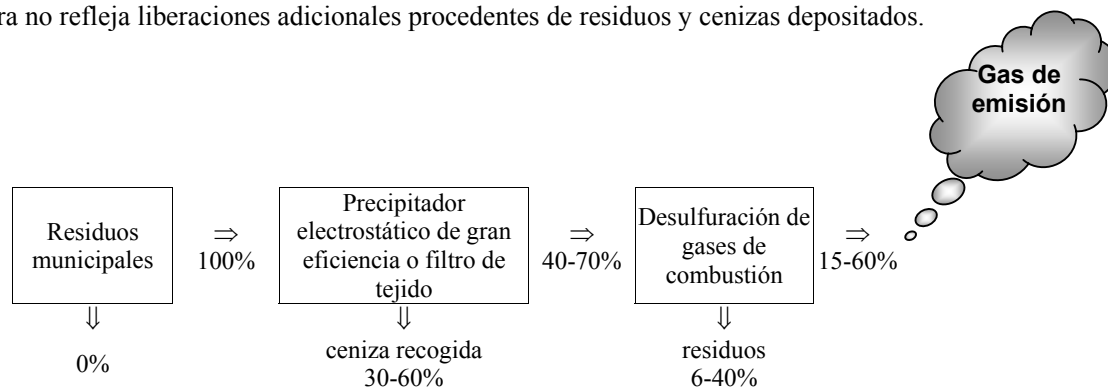 ra no refleja liberaciones adicionales procedentes de residuos y cenizas depositados.
Gas de
emisión
Residuos
municipales
⇒
100%
Precipitador
electrostático de gran
eficiencia o filtro de
tejido
⇒
40-70%
Desulfuración de
gases de
combustión
⇒
15-60%
⇓
0%
⇓
ceniza recogida
30-60%
⇓
residuos
6-40%